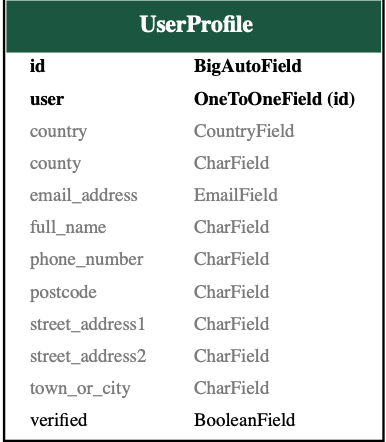 UserProfile
id BigAutoField
user OneToOneField (id)
country CountryField
county CharField
email_address EmailField
full_name CharField
phone_number CharField
postcode CharField
street_address1 CharField
street_address2 CharField
town_or_city CharField
verified BooleanField